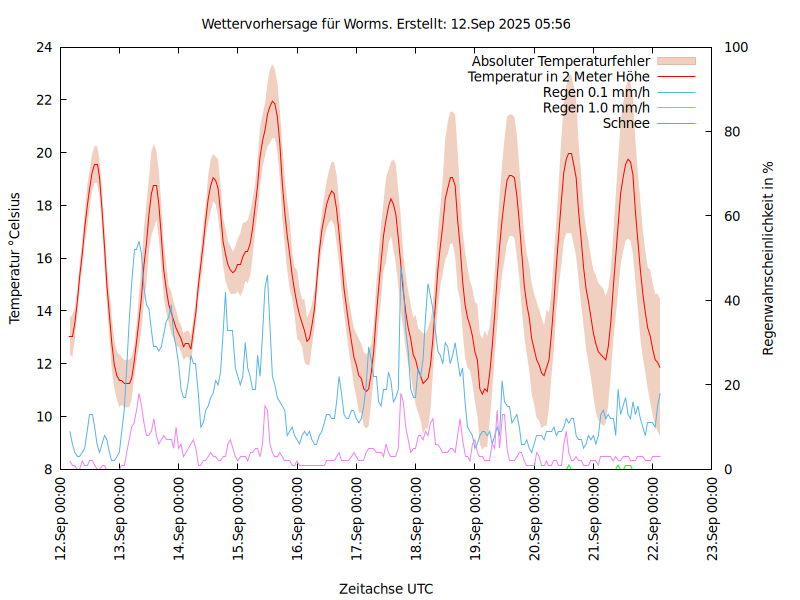 Wettervorhersage für Worms. Erstellt: 12.Sep 2025 05:56
Absoluter Temperaturfehler
Temperatur in 2 Meter Höhe
Regen 0.1 mm/h
Regen 1.0 mm/h
Schnee
24
22
20
18
16
14
12
10
8
Temperatur °Celsius
100
80
60
40
20
0
Regenwahrscheinlichkeit in %
12.Sep 00:00
13.Sep 00:00
14.Sep 00:00
15.Sep 00:00
16.Sep 00:00
17.Sep 00:00
18.Sep 00:00
19.Sep 00:00
20.Sep 00:00
21.Sep 00:00
22.Sep 00:00
23.Sep 00:00
Zeitachse UTC